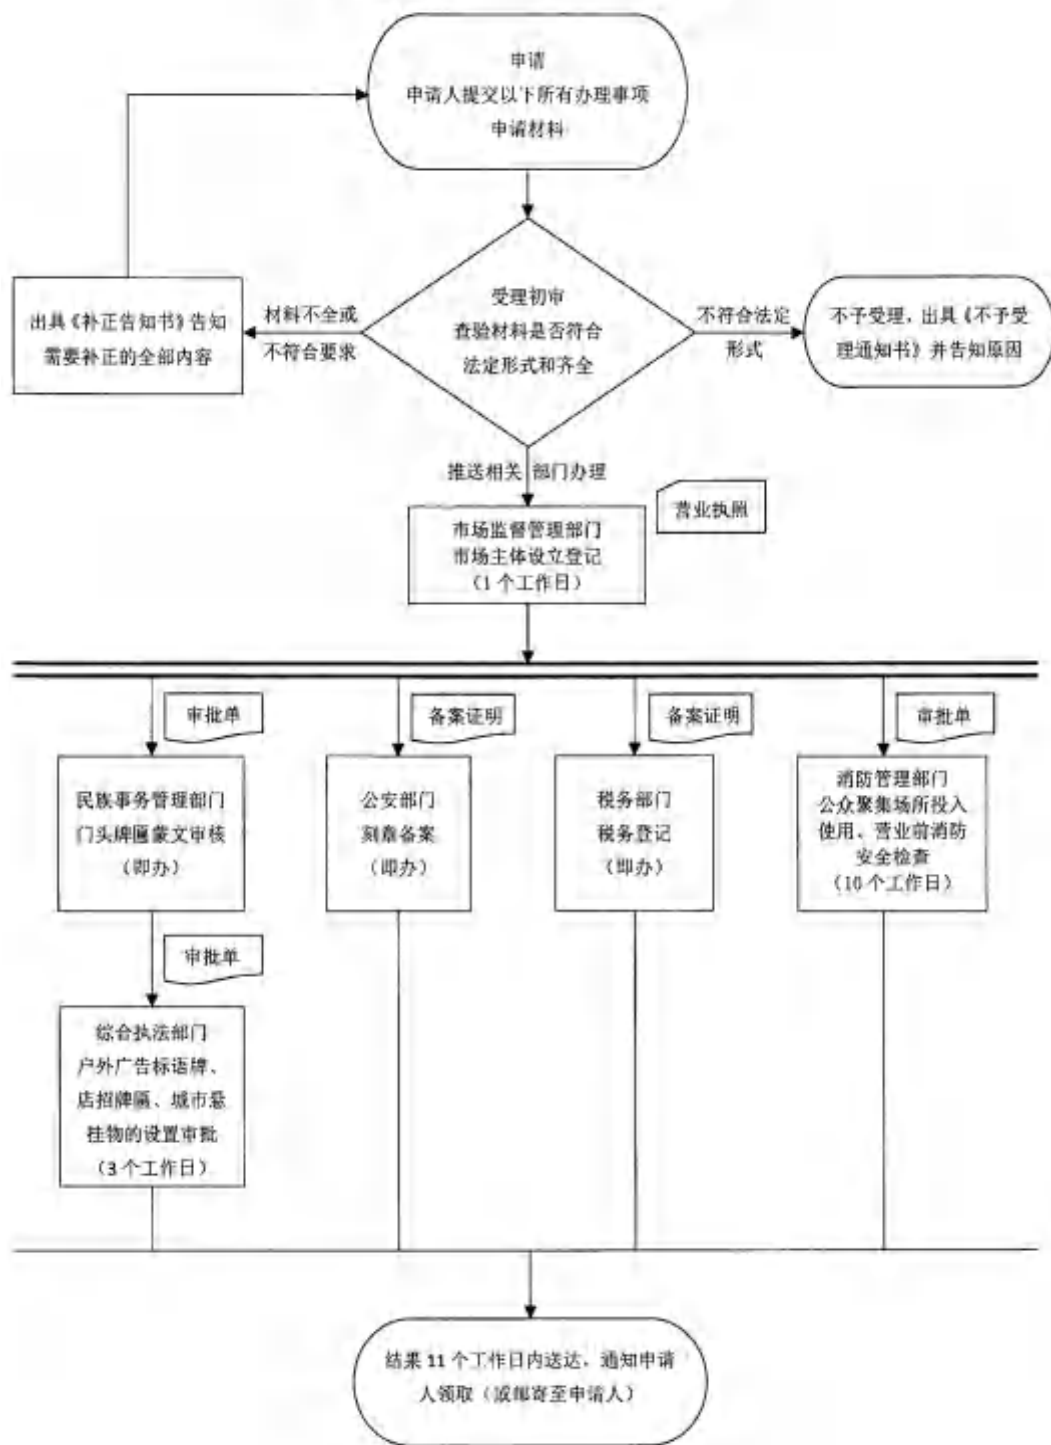 申请
申请人提交以下所有办理事项
申请材料
受理初审
查验材料是否符合
法定形式和齐全
材料不全或
不符合要求
出具《补正告知书》告知
需要补正的全部内容
不符合法定
形式
不予受理，出具《不予受
理通知书》并告知原因
推送相关 部门办理
营业执照
市场监督管理部门
市场主体设立登记
（1 个工作日）
审批单
备案证明
备案证明
审批单
民族事务管理部门
门头牌匾蒙文审核
（即办）
公安部门
刻章备案
（即办）
税务部门
税务登记
（即办）
消防管理部门
公众聚集场所投入
使用、营业前消防
安全检查
（10 个工作日）
审批单
综合执法部门
户外广告标语牌、
店招牌匾、城市悬
挂物的设置审批
（3 个工作日）
结果 11 个工作日内送达，通知申请
人领取（或邮寄至申请人）